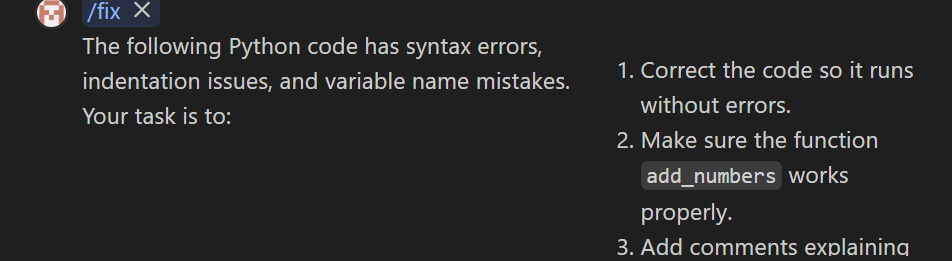 /fix
The following Python code has syntax errors,
indentation issues, and variable name mistakes.
Your task is to:
1. Correct the code so it runs
without errors.
2. Make sure the function
add_numbers works
properly.
3. Add comments explaining